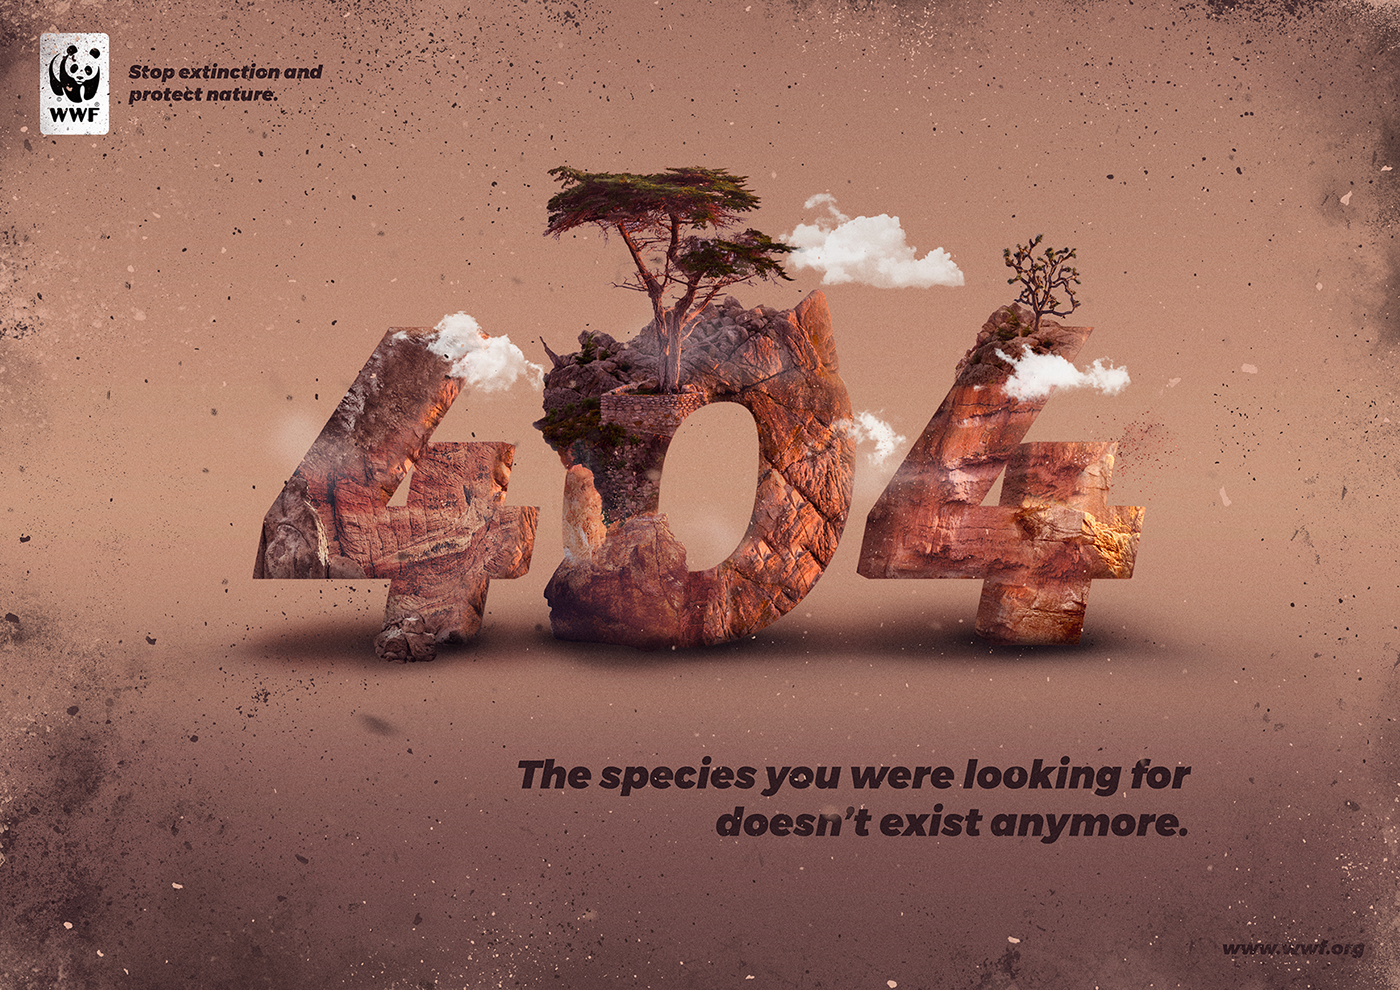 WWF
Stop extinction and
protect nature.
404
The species you were looking for
doesn't exist anymore.
www.wwf.org